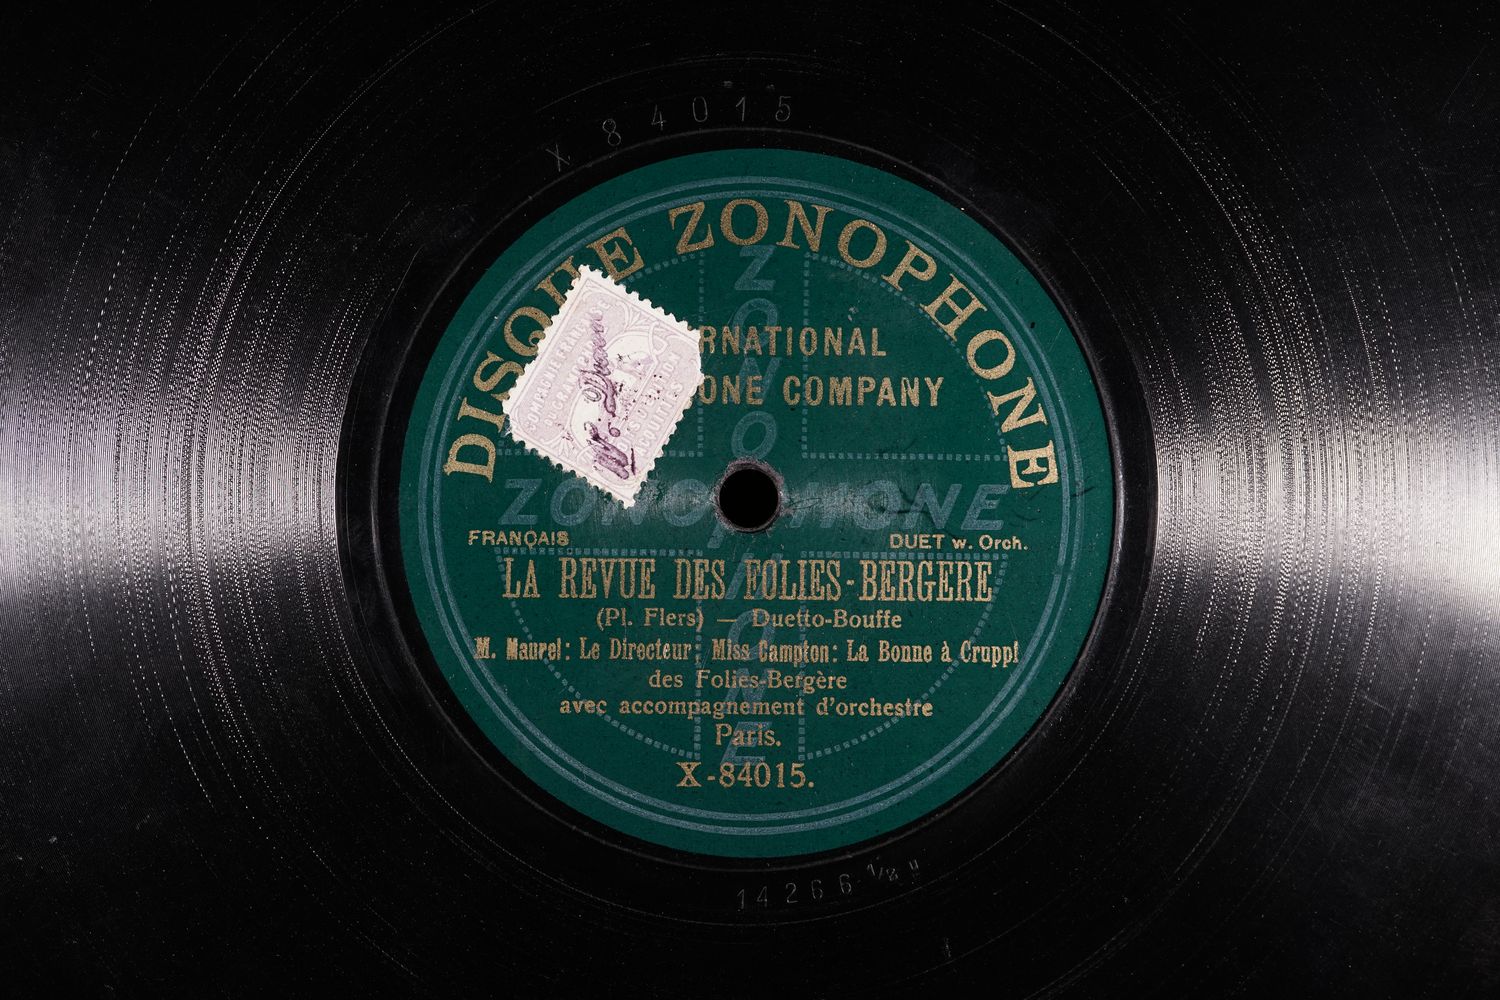 X 84015
DISQUE ZONOPHONE
ZONOPHONE
RNATIONAL
ONE COMPANY
ZONOPHONE
FRANÇAIS
DUET w. Orch.
LA REVUE DES FOLIES-BERGERE
(Pl. Flers) — Duetto-Bouffe
M. Maurel: Le Directeur; Miss Campton: La Bonne à Cruppi
des Folies-Bergère
avec accompagnement d'orchestre
Paris.
X-84015.
14266